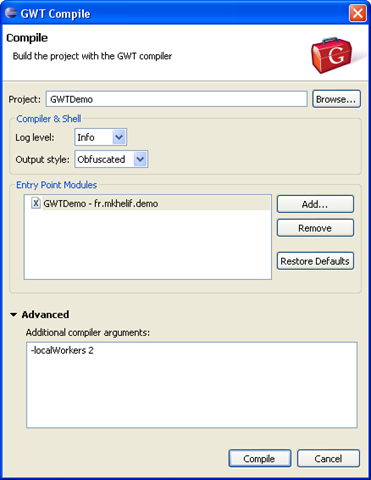 GWT Compile
Compile
Build the project with the GWT compiler
G
Project: GWTDemo Browse...
Compiler & Shell
Log level: Info
Output style: Obfuscated
Entry Point Modules
GWTDemo - fr.mkhelif.demo Add...
Remove
Restore Defaults
Advanced
Additional compiler arguments:
-localWorkers 2
Compile Cancel